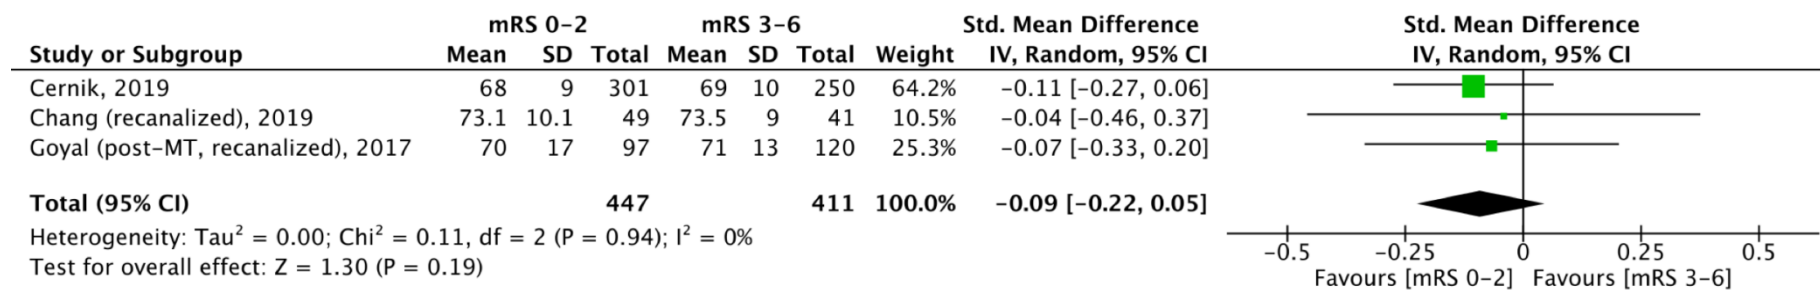 mRS 0–2 mRS 3–6 Std. Mean Difference Std. Mean Difference
Study or Subgroup Mean SD Total Mean SD Total Weight IV, Random, 95% CI IV, Random, 95% CI
Cernik, 2019 68 9 301 69 10 250 64.2% −0.11 [−0.27, 0.06]
Chang (recanalized), 2019 73.1 10.1 49 73.5 9 41 10.5% −0.04 [−0.46, 0.37]
Goyal (post–MT, recanalized), 2017 70 17 97 71 13 120 25.3% −0.07 [−0.33, 0.20]
Total (95% CI) 447 411 100.0% −0.09 [−0.22, 0.05]
Heterogeneity: Tau² = 0.00; Chi² = 0.11, df = 2 (P = 0.94); I² = 0%
Test for overall effect: Z = 1.30 (P = 0.19)
−0.5 −0.25 0 0.25 0.5
Favours [mRS 0–2] Favours [mRS 3–6]